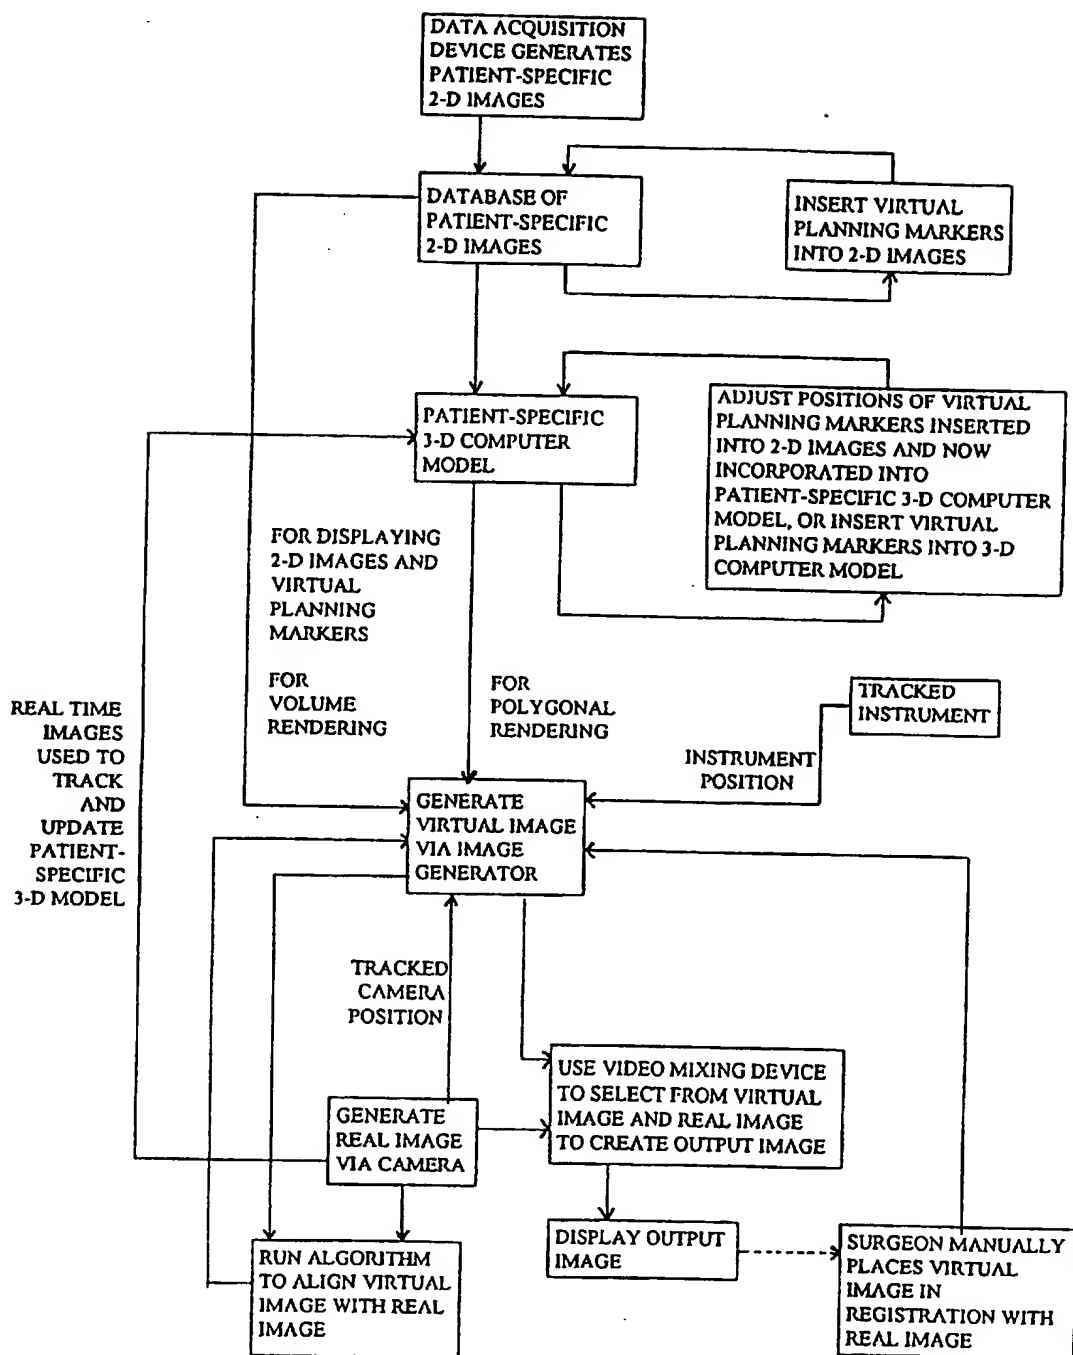 DATA ACQUISITION
DEVICE GENERATES
PATIENT-SPECIFIC
2-D IMAGES
DATABASE OF
PATIENT-SPECIFIC
2-D IMAGES
INSERT VIRTUAL
PLANNING MARKERS
INTO 2-D IMAGES
PATIENT-SPECIFIC
3-D COMPUTER
MODEL
ADJUST POSITIONS OF VIRTUAL
PLANNING MARKERS INSERTED
INTO 2-D IMAGES AND NOW
INCORPORATED INTO
PATIENT-SPECIFIC 3-D COMPUTER
MODEL, OR INSERT VIRTUAL
PLANNING MARKERS INTO 3-D
COMPUTER MODEL
FOR DISPLAYING
2-D IMAGES AND
VIRTUAL
PLANNING
MARKERS
FOR
VOLUME
RENDERING
FOR
POLYGONAL
RENDERING
TRACKED
INSTRUMENT
INSTRUMENT
POSITION
REAL TIME
IMAGES
USED TO
TRACK
AND
UPDATE
PATIENT-
SPECIFIC
3-D MODEL
GENERATE
VIRTUAL IMAGE
VIA IMAGE
GENERATOR
TRACKED
CAMERA
POSITION
USE VIDEO MIXING DEVICE
TO SELECT FROM VIRTUAL
IMAGE AND REAL IMAGE
TO CREATE OUTPUT IMAGE
GENERATE
REAL IMAGE
VIA CAMERA
RUN ALGORITHM
TO ALIGN VIRTUAL
IMAGE WITH REAL
IMAGE
DISPLAY OUTPUT
IMAGE
SURGEON MANUALLY
PLACES VIRTUAL
IMAGE IN
REGISTRATION WITH
REAL IMAGE